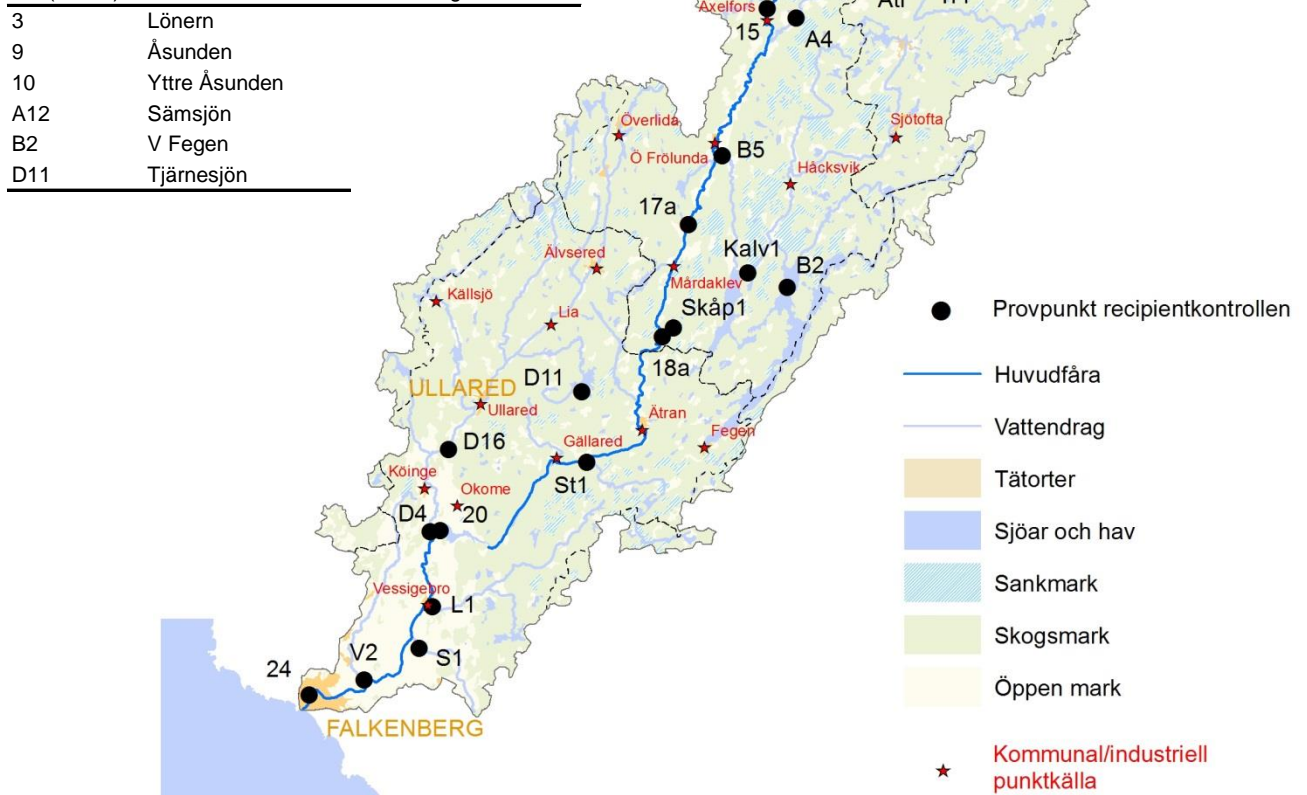 3 Lönern
9 Åsunden
10 Yttre Åsunden
A12 Sämsjön
B2 V Fegen
D11 Tjärnesjön
Axelfors
15
A4
Överlida
Sjötofta
Ö Frölunda
B5
Håcksvik
17a
Kalv1
Älvsered
B2
Mårdaklev
Källsjö
Lia
Skåp1
18a
D11
ULLARED
Ullared
Ätran
Fegen
D16
Gällared
St1
Köinge
Okome
D4
20
Vessigebro
L1
S1
V2
24
FALKENBERG
Provpunkt recipientkontrollen
Huvudfåra
Vattendrag
Tätorter
Sjöar och hav
Sankmark
Skogsmark
Öppen mark
Kommunal/industriell
punktkälla